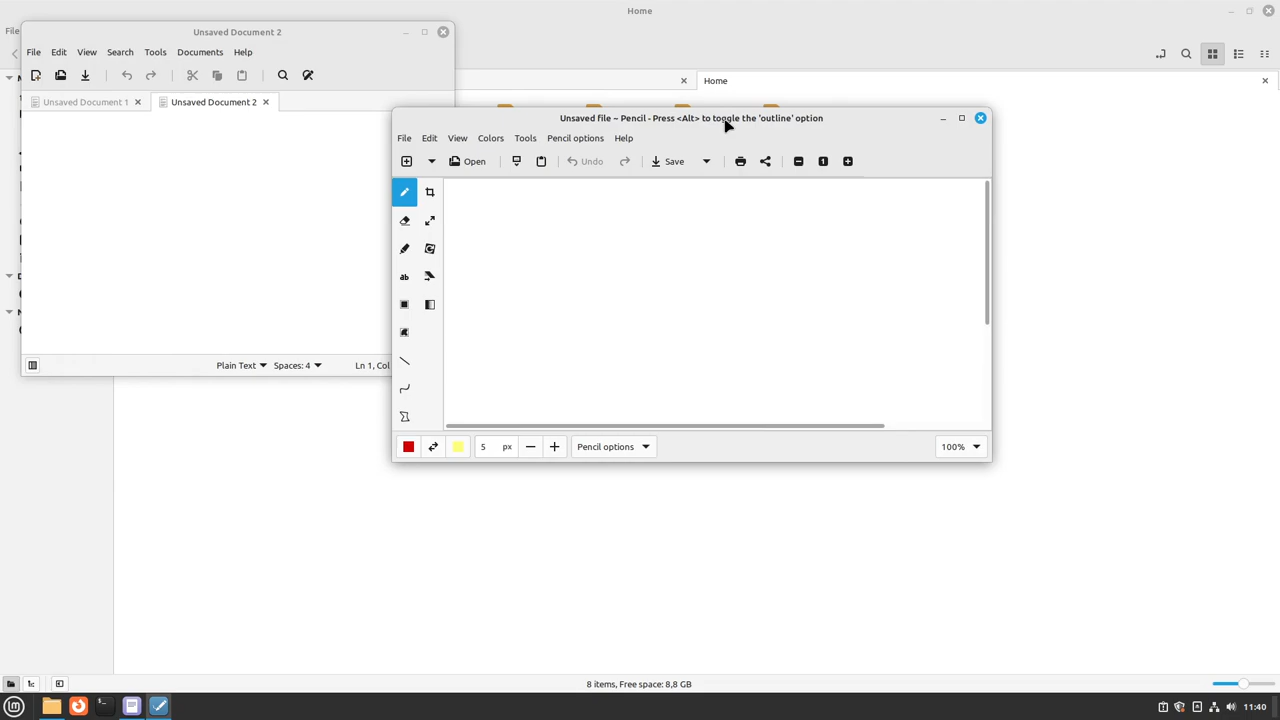 Home
File
Unsaved Document 2
File Edit View Search Tools Documents Help
Home
Unsaved Document 1 Unsaved Document 2
Unsaved file ~ Pencil - Press <Alt> to toggle the 'outline' option
File Edit View Colors Tools Pencil options Help
Open Undo Save 1
ab
Plain Text Spaces: 4 Ln 1, Col
5 px Pencil options 100%
8 items, Free space: 8,8 GB
11:40